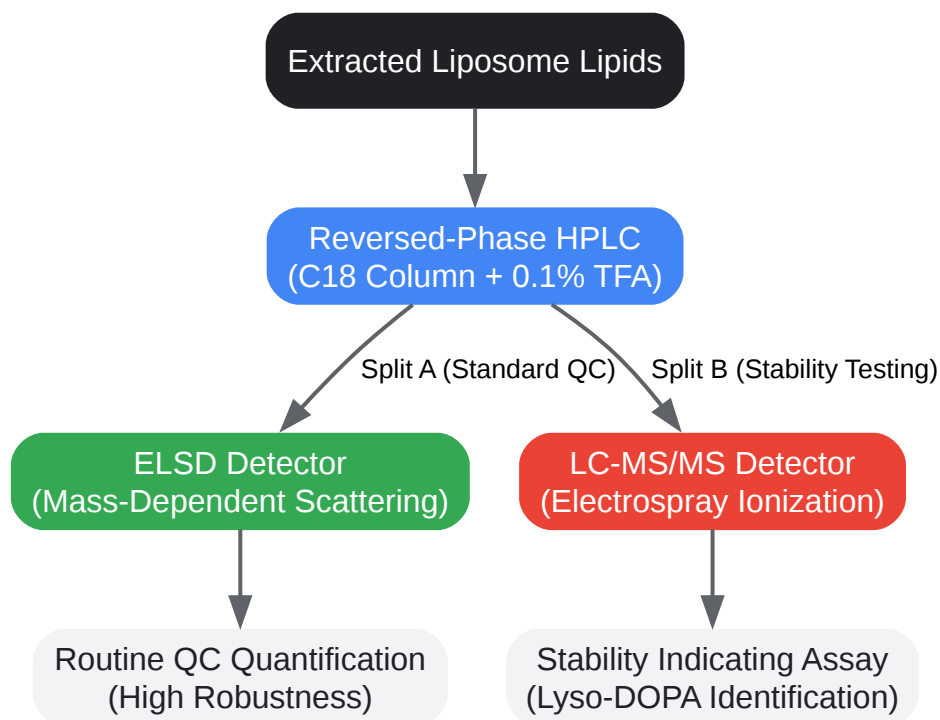 Extracted Liposome Lipids
Reversed-Phase HPLC
(C18 Column + 0.1% TFA)
Split A (Standard QC)
Split B (Stability Testing)
ELSD Detector
(Mass-Dependent Scattering)
LC-MS/MS Detector
(Electrospray Ionization)
Routine QC Quantification
(High Robustness)
Stability Indicating Assay
(Lyso-DOPA Identification)